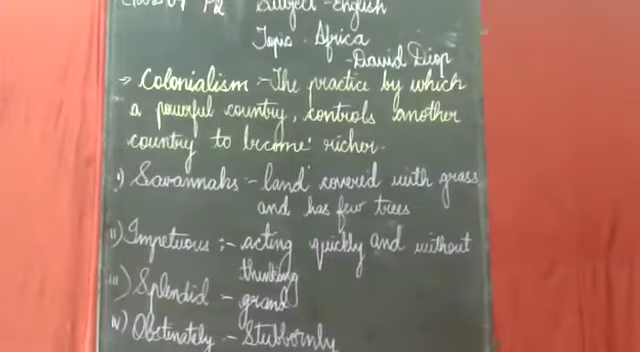 Subject - English
Topic - Africa
- David Diop
→ Colonialism - The practice by which
a powerful country, controls another
country to become richer.
i) Savannahs :- land covered with grass
and has few trees
ii) Impetuous :- acting quickly and without
thinking
iii) Splendid - grand
iv) Obstinately - Stubbornly